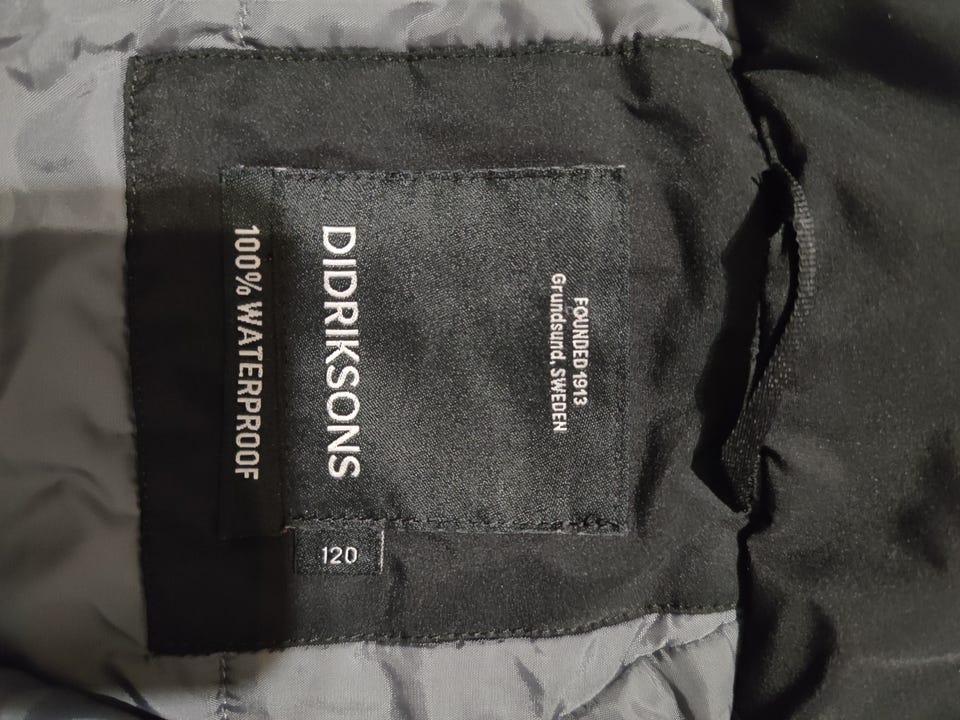 FOUNDED 1913
Grundsund, SWEDEN
DIDRIKSONS
100% WATERPROOF
120